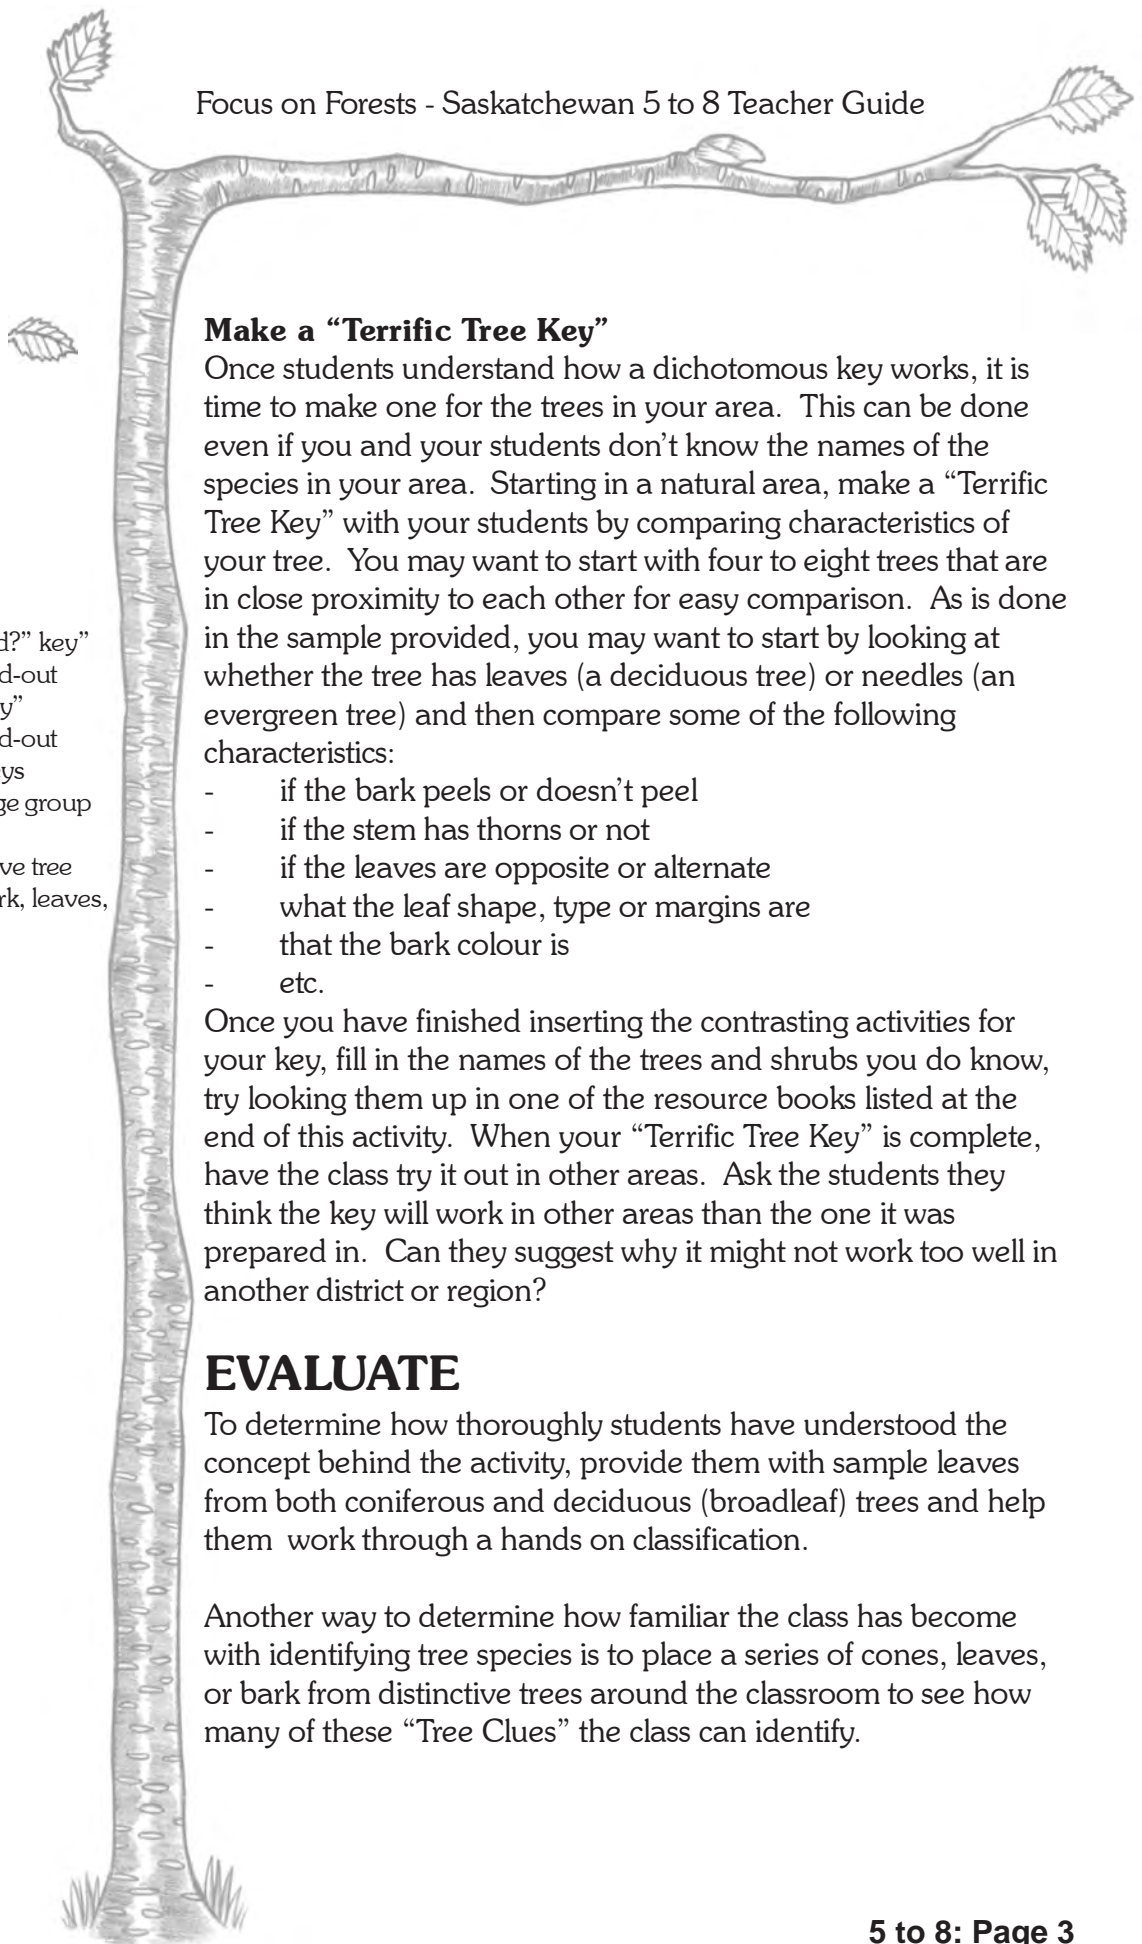 Focus on Forests - Saskatchewan 5 to 8 Teacher Guide
d?” key”
d-out
y”
d-out
ys
ge group
ve tree
rk, leaves,
Make a “Terrific Tree Key”
Once students understand how a dichotomous key works, it is
time to make one for the trees in your area. This can be done
even if you and your students don’t know the names of the
species in your area. Starting in a natural area, make a “Terrific
Tree Key” with your students by comparing characteristics of
your tree. You may want to start with four to eight trees that are
in close proximity to each other for easy comparison. As is done
in the sample provided, you may want to start by looking at
whether the tree has leaves (a deciduous tree) or needles (an
evergreen tree) and then compare some of the following
characteristics:
- if the bark peels or doesn’t peel
- if the stem has thorns or not
- if the leaves are opposite or alternate
- what the leaf shape, type or margins are
- that the bark colour is
- etc.
Once you have finished inserting the contrasting activities for
your key, fill in the names of the trees and shrubs you do know,
try looking them up in one of the resource books listed at the
end of this activity. When your “Terrific Tree Key” is complete,
have the class try it out in other areas. Ask the students they
think the key will work in other areas than the one it was
prepared in. Can they suggest why it might not work too well in
another district or region?
EVALUATE
To determine how thoroughly students have understood the
concept behind the activity, provide them with sample leaves
from both coniferous and deciduous (broadleaf) trees and help
them work through a hands on classification.
Another way to determine how familiar the class has become
with identifying tree species is to place a series of cones, leaves,
or bark from distinctive trees around the classroom to see how
many of these “Tree Clues” the class can identify.
5 to 8: Page 3